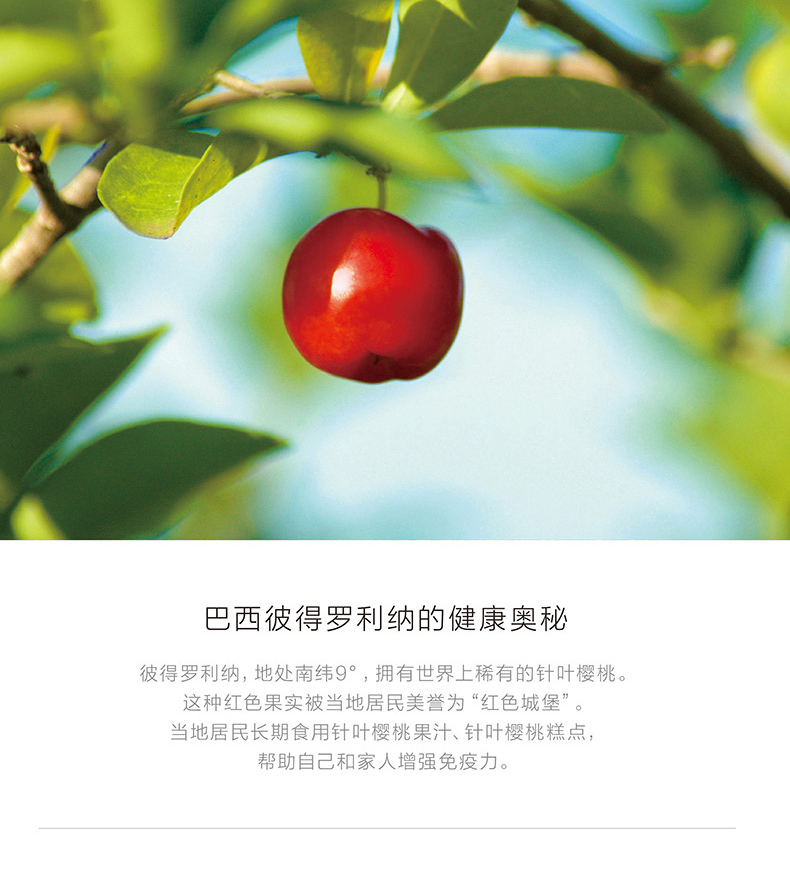 巴西彼得罗利纳的健康奥秘
彼得罗利纳,地处南纬9°,拥有世界上稀有的针叶樱桃。
这种红色果实被当地居民美誉为“红色城堡”。
当地居民长期食用针叶樱桃果汁、针叶樱桃糕点,
帮助自己和家人增强免疫力。